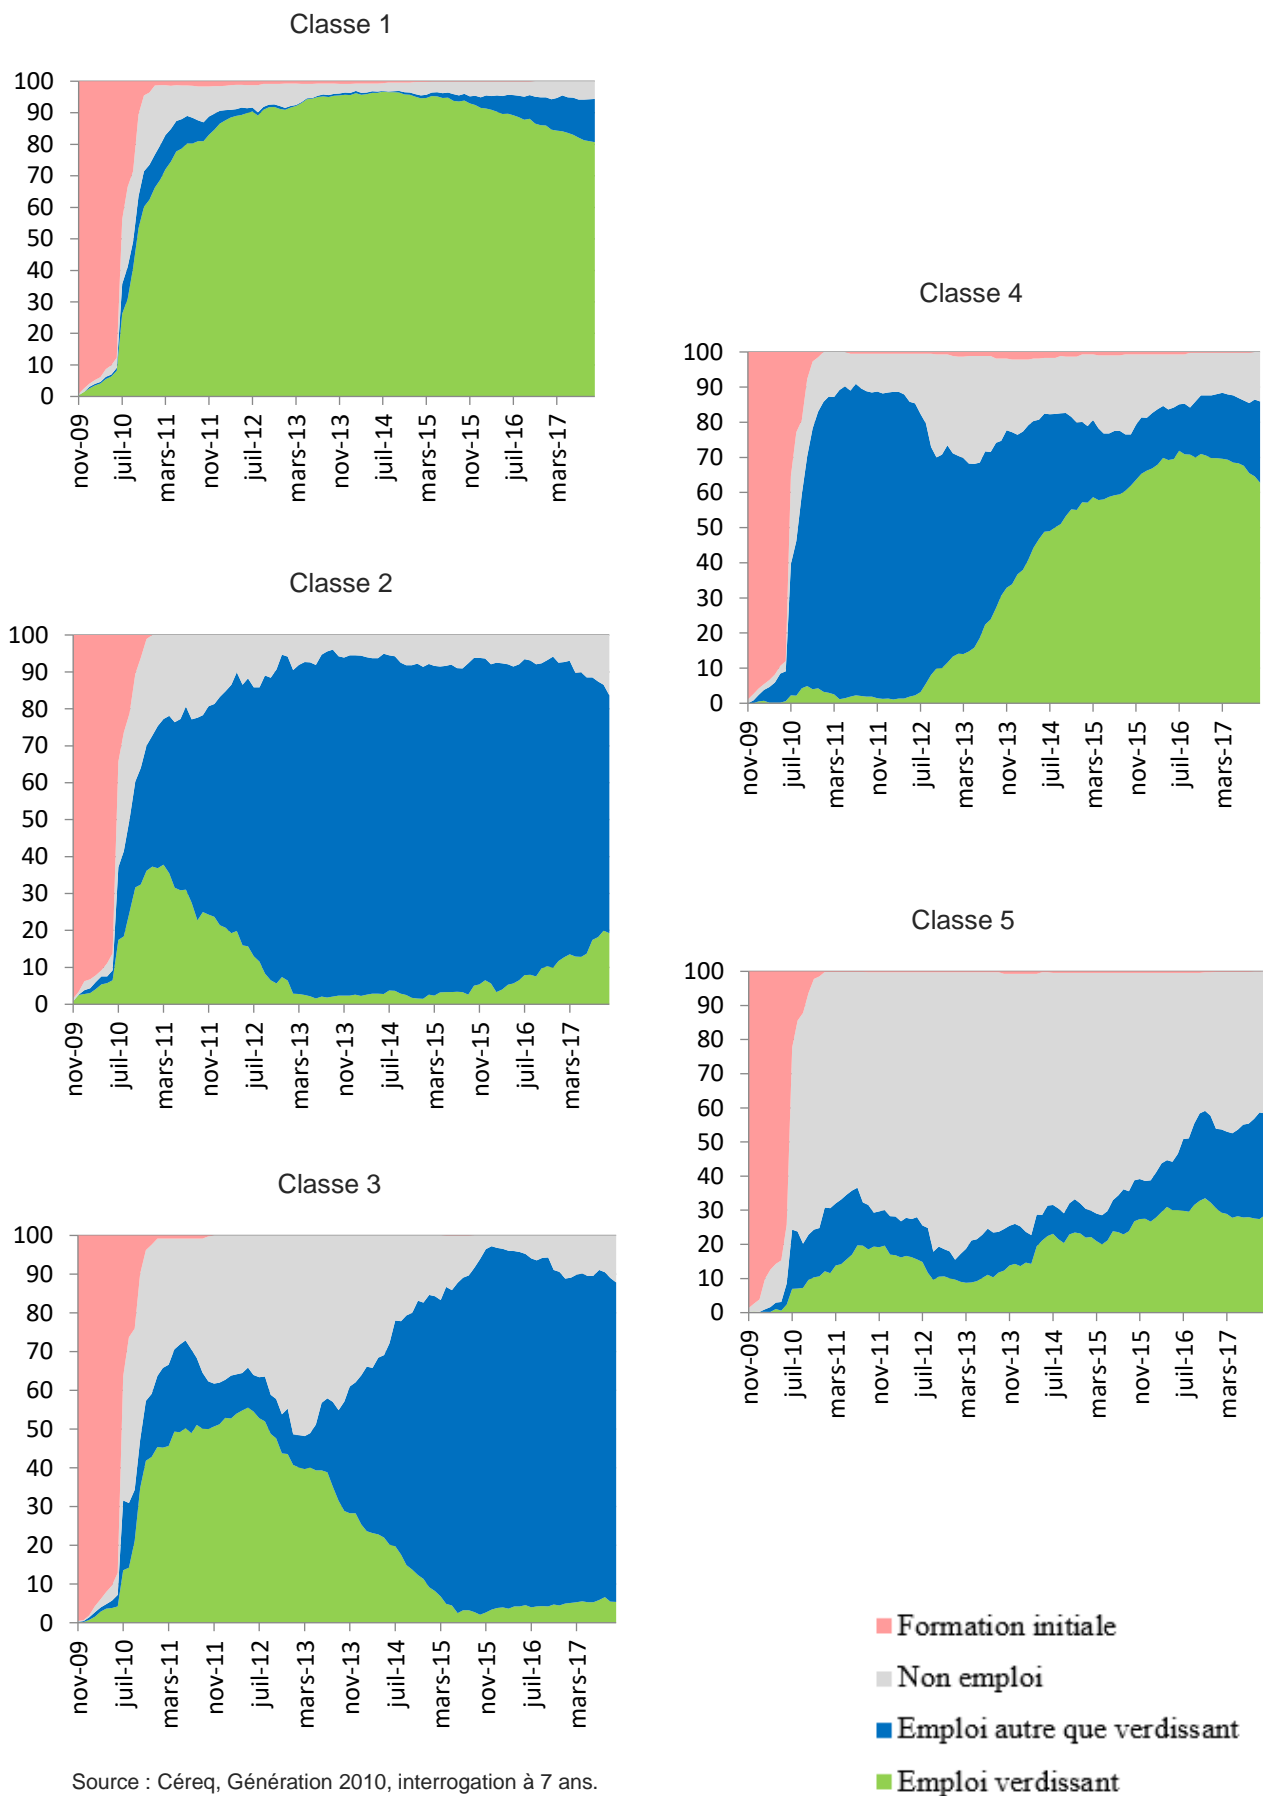 Classe 1
100
90
80
70
60
50
40
30
20
10
0
nov-09
juil-10
mars-11
nov-11
juil-12
mars-13
nov-13
juil-14
mars-15
nov-15
juil-16
mars-17
Classe 2
100
90
80
70
60
50
40
30
20
10
0
nov-09
juil-10
mars-11
nov-11
juil-12
mars-13
nov-13
juil-14
mars-15
nov-15
juil-16
mars-17
Classe 3
100
90
80
70
60
50
40
30
20
10
0
nov-09
juil-10
mars-11
nov-11
juil-12
mars-13
nov-13
juil-14
mars-15
nov-15
juil-16
mars-17
Classe 4
100
90
80
70
60
50
40
30
20
10
0
nov-09
juil-10
mars-11
nov-11
juil-12
mars-13
nov-13
juil-14
mars-15
nov-15
juil-16
mars-17
Classe 5
100
90
80
70
60
50
40
30
20
10
0
nov-09
juil-10
mars-11
nov-11
juil-12
mars-13
nov-13
juil-14
mars-15
nov-15
juil-16
mars-17
Formation initiale
Non emploi
Emploi autre que verdissant
Emploi verdissant
Source : Céreq, Génération 2010, interrogation à 7 ans.